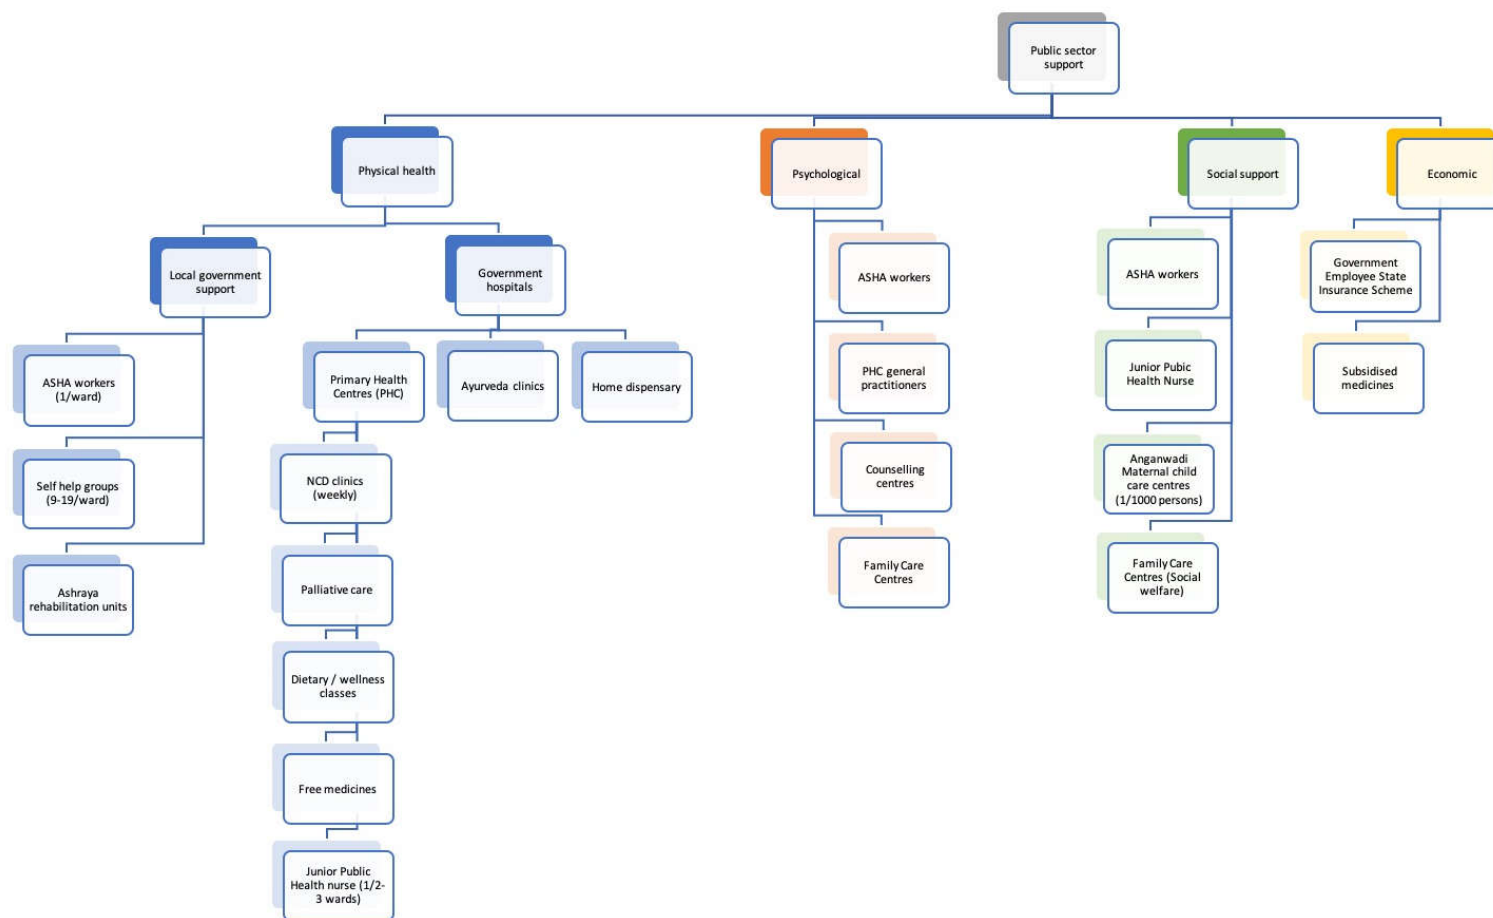 Public sector
support
Physical health
Psychological
Social support
Economic
Local government
support
Government
hospitals
ASHA workers
(1/ward)
Self help groups
(9-19/ward)
Ashraya
rehabilitation units
Primary Health
Centres (PHC)
Ayurveda clinics
Home dispensary
NCD clinics
(weekly)
Palliative care
Dietary / wellness
classes
Free medicines
Junior Public
Health nurse (1/2-
3 wards)
ASHA workers
PHC general
practitioners
Counselling
centres
Family Care
Centres
ASHA workers
Junior Pubic
Health Nurse
Anganwadi
Maternal child
care centres
(1/1000 persons)
Family Care
Centres (Social
welfare)
Government
Employee State
Insurance Scheme
Subsidised
medicines